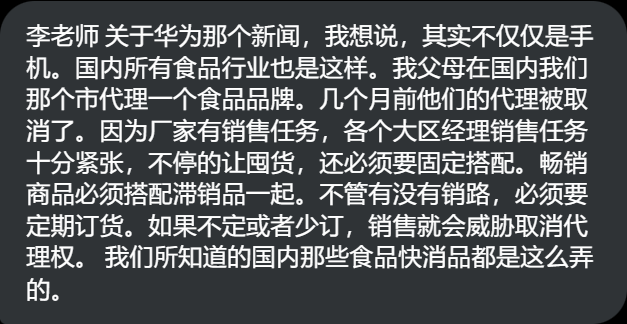 李老师 关于华为那个新闻，我想说，其实不仅仅是手
机。国内所有食品行业也是这样。我父母在国内我们
那个市代理一个食品品牌。几个月前他们的代理被取
消了。因为厂家有销售任务，各个大区经理销售任务
十分紧张，不停的让囤货，还必须要固定搭配。畅销
商品必须搭配滞销品一起。不管有没有销路，必须要
定期订货。如果不定或者少订，销售就会威胁取消代
理权。 我们所知道的国内那些食品快消品都是这么弄
的。